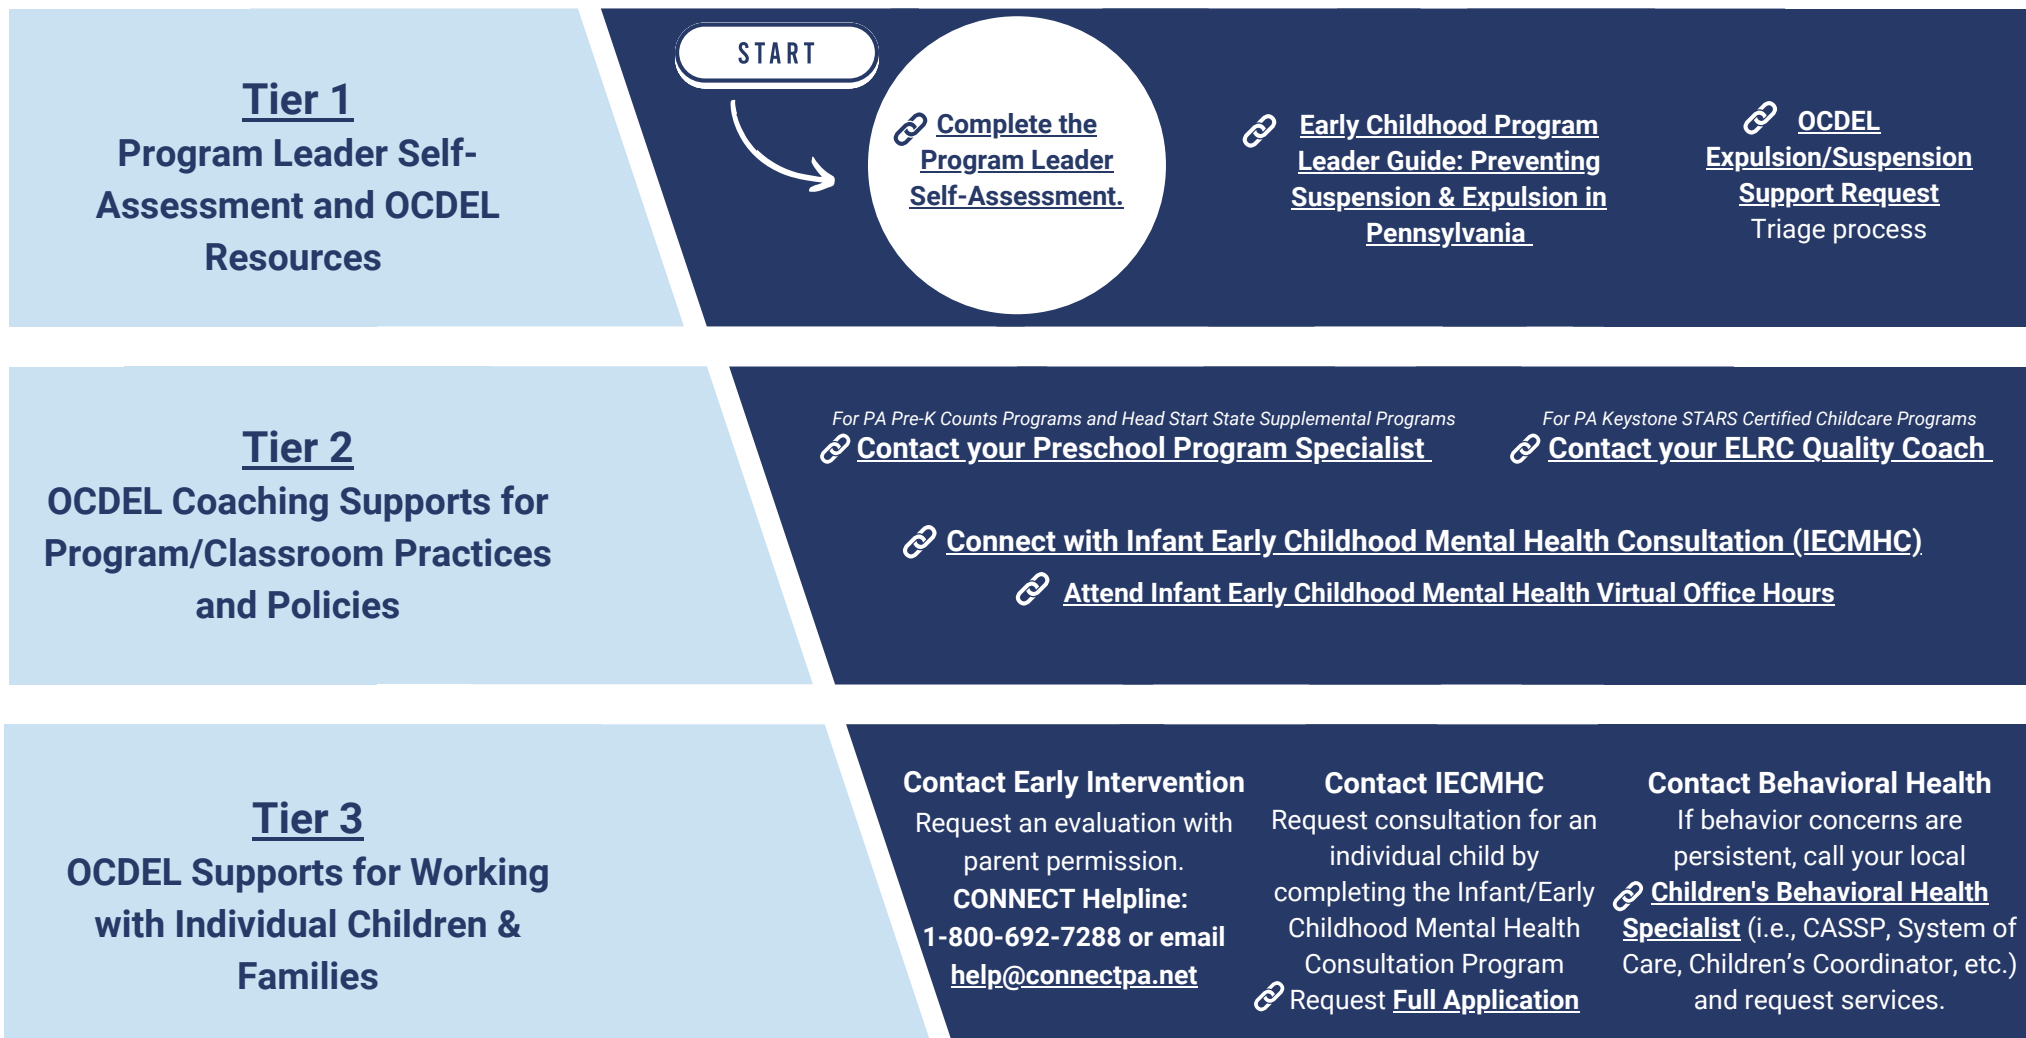 Tier 1
Program Leader Self-
Assessment and OCDEL
Resources
START
Complete the
Program Leader
Self-Assessment.
Early Childhood Program
Leader Guide: Preventing
Suspension & Expulsion in
Pennsylvania
OCDEL
Expulsion/Suspension
Support Request
Triage process
Tier 2
OCDEL Coaching Supports for
Program/Classroom Practices
and Policies
For PA Pre-K Counts Programs and Head Start State Supplemental Programs
Contact your Preschool Program Specialist
For PA Keystone STARS Certified Childcare Programs
Contact your ELRC Quality Coach
Connect with Infant Early Childhood Mental Health Consultation (IECMHC)
Attend Infant Early Childhood Mental Health Virtual Office Hours
Tier 3
OCDEL Supports for Working
with Individual Children &
Families
Contact Early Intervention
Request an evaluation with
parent permission.
CONNECT Helpline:
1-800-692-7288 or email
help@connectpa.net
Contact IECMHC
Request consultation for an
individual child by
completing the Infant/Early
Childhood Mental Health
Consultation Program
Request Full Application
Contact Behavioral Health
If behavior concerns are
persistent, call your local
Children's Behavioral Health
Specialist (i.e., CASSP, System of
Care, Children’s Coordinator, etc.)
and request services.